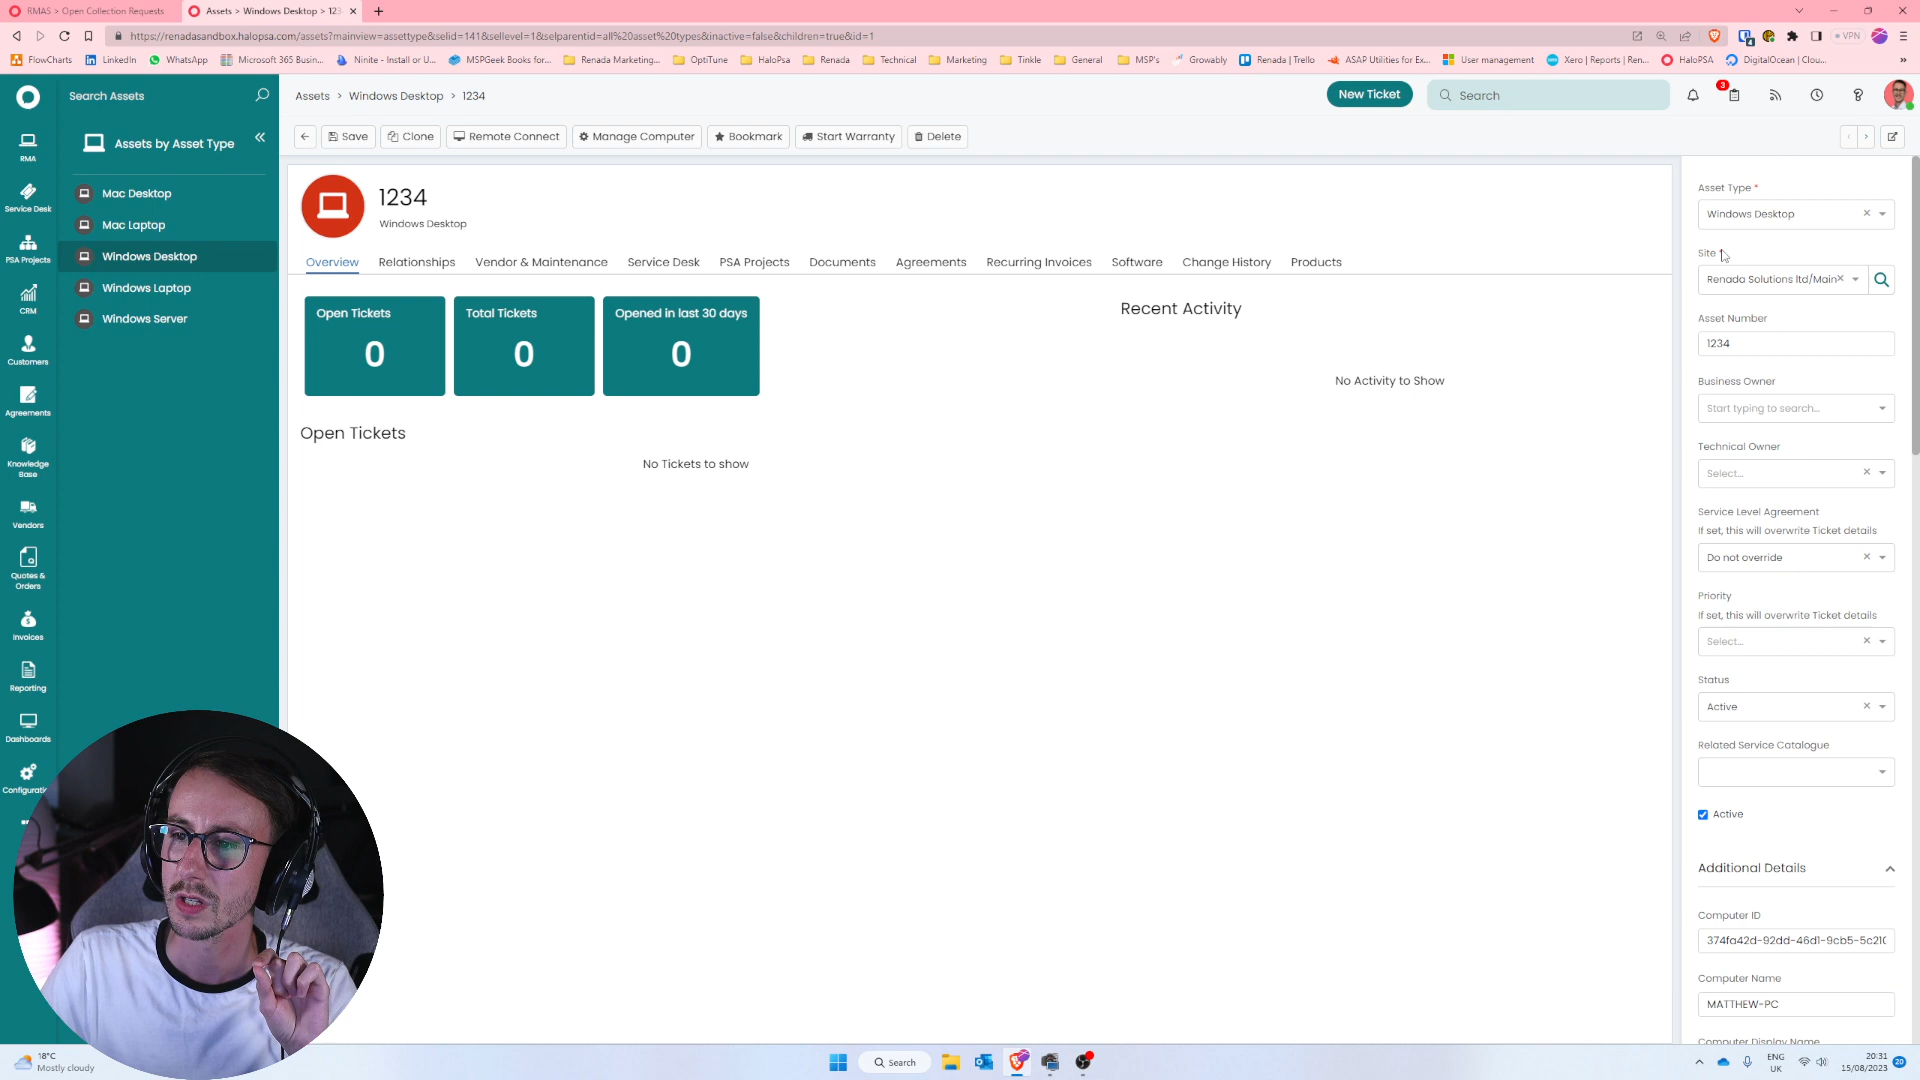 RMAS > Open Collection Requests
Assets > Windows Desktop > 123
https://renadasandbox.halopsa.com/assets?mainview=assettype&selid=141&sellevel=1&selparentid=all%20asset%20types&inactive=false&children=true&id=1
VPN
FlowCharts
LinkedIn
WhatsApp
Microsoft 365 Busin...
Ninite - Install or U...
MSPGeek Books for...
Renada Marketing...
OptiTune
HaloPsa
Renada
Technical
Marketing
Tinkle
General
MSP's
Growably
Renada | Trello
ASAP Utilities for Ex...
User management
Xero | Reports | Ren...
HaloPSA
DigitalOcean | Clou...
Search Assets
Assets > Windows Desktop > 1234
New Ticket
Search
3
RMA
Service Desk
PSA Projects
CRM
Customers
Agreements
Knowledge
Base
Vendors
Quotes &
Orders
Invoices
Reporting
Dashboards
Configuratio
Assets by Asset Type
Mac Desktop
Mac Laptop
Windows Desktop
Windows Laptop
Windows Server
Save
Clone
Remote Connect
Manage Computer
Bookmark
Start Warranty
Delete
1234
Windows Desktop
Overview
Relationships
Vendor & Maintenance
Service Desk
PSA Projects
Documents
Agreements
Recurring Invoices
Software
Change History
Products
Open Tickets
0
Total Tickets
0
Opened in last 30 days
0
Recent Activity
No Activity to Show
Open Tickets
No Tickets to show
Asset Type *
Windows Desktop
Site
Renada Solutions ltd/Main
Asset Number
1234
Business Owner
Start typing to search...
Technical Owner
Select...
Service Level Agreement
If set, this will overwrite Ticket details
Do not override
Priority
If set, this will overwrite Ticket details
Select...
Status
Active
Related Service Catalogue
Active
Additional Details
Computer ID
374fa42d-92dd-46d1-9cb5-5c210
Computer Name
MATTHEW-PC
Computer Display Name
18°C
Mostly cloudy
Search
ENG
UK
20:31
15/08/2023
20